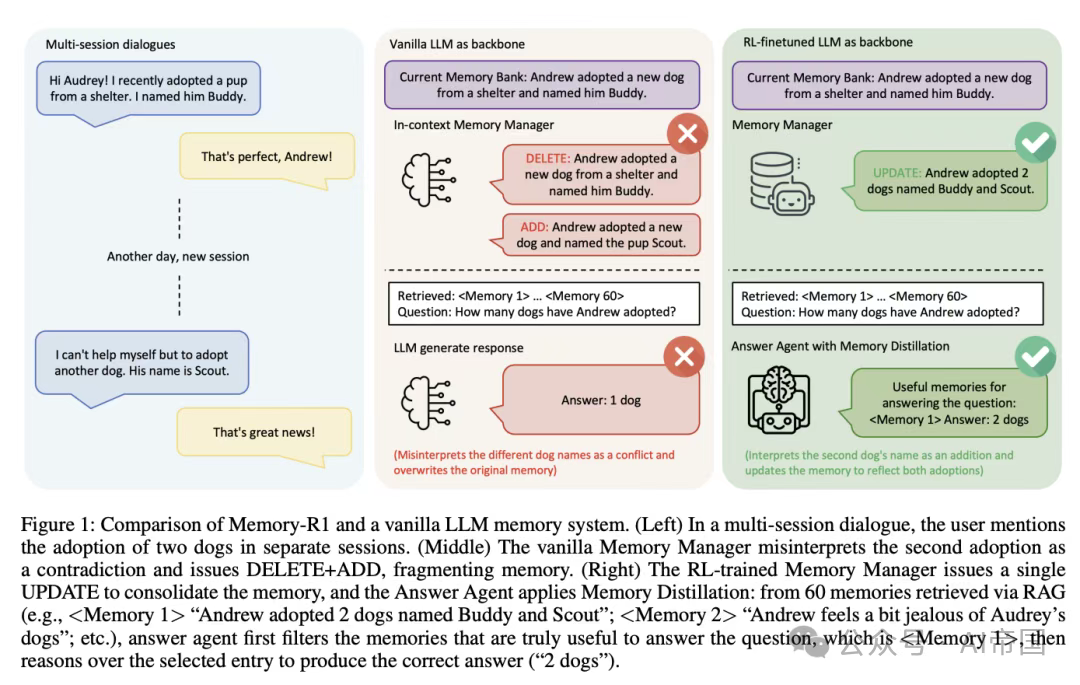 Multi-session dialogues
Hi Audrey! I recently adopted a pup
from a shelter. I named him Buddy.
That's perfect, Andrew!
Another day, new session
I can't help myself but to adopt
another dog. His name is Scout.
That's great news!
Vanilla LLM as backbone
Current Memory Bank: Andrew adopted a new dog
from a shelter and named him Buddy.
In-context Memory Manager
DELETE: Andrew adopted a
new dog from a shelter and
named him Buddy.
ADD: Andrew adopted a new
dog and named the pup Scout.
Retrieved: <Memory 1> ... <Memory 60>
Question: How many dogs have Andrew adopted?
LLM generate response
Answer: 1 dog
(Misinterprets the different dog names as a conflict and
overwrites the original memory)
RL-finetuned LLM as backbone
Current Memory Bank: Andrew adopted a new dog
from a shelter and named him Buddy.
Memory Manager
UPDATE: Andrew adopted 2
dogs named Buddy and Scout.
Retrieved: <Memory 1> ... <Memory 60>
Question: How many dogs have Andrew adopted?
Answer Agent with Memory Distillation
Useful memories for
answering the question:
<Memory 1> Answer: 2 dogs
(Interprets the second dog's name as an addition and
updates the memory to reflect both adoptions)
Figure 1: Comparison of Memory-R1 and a vanilla LLM memory system. (Left) In a multi-session dialogue, the user mentions
the adoption of two dogs in separate sessions. (Middle) The vanilla Memory Manager misinterprets the second adoption as
a contradiction and issues DELETE+ADD, fragmenting memory. (Right) The RL-trained Memory Manager issues a single
UPDATE to consolidate the memory, and the Answer Agent applies Memory Distillation: from 60 memories retrieved via RAG
(e.g., <Memory 1> “Andrew adopted 2 dogs named Buddy and Scout”; <Memory 2> “Andrew feels a bit jealous of Audrey’s
dogs”; etc.), answer agent first filters the memories that are truly useful to answer the question, which is <Memory 1>, then
reasons over the selected entry to produce the correct answer (“2 dogs”).
公众号 · AI帝国